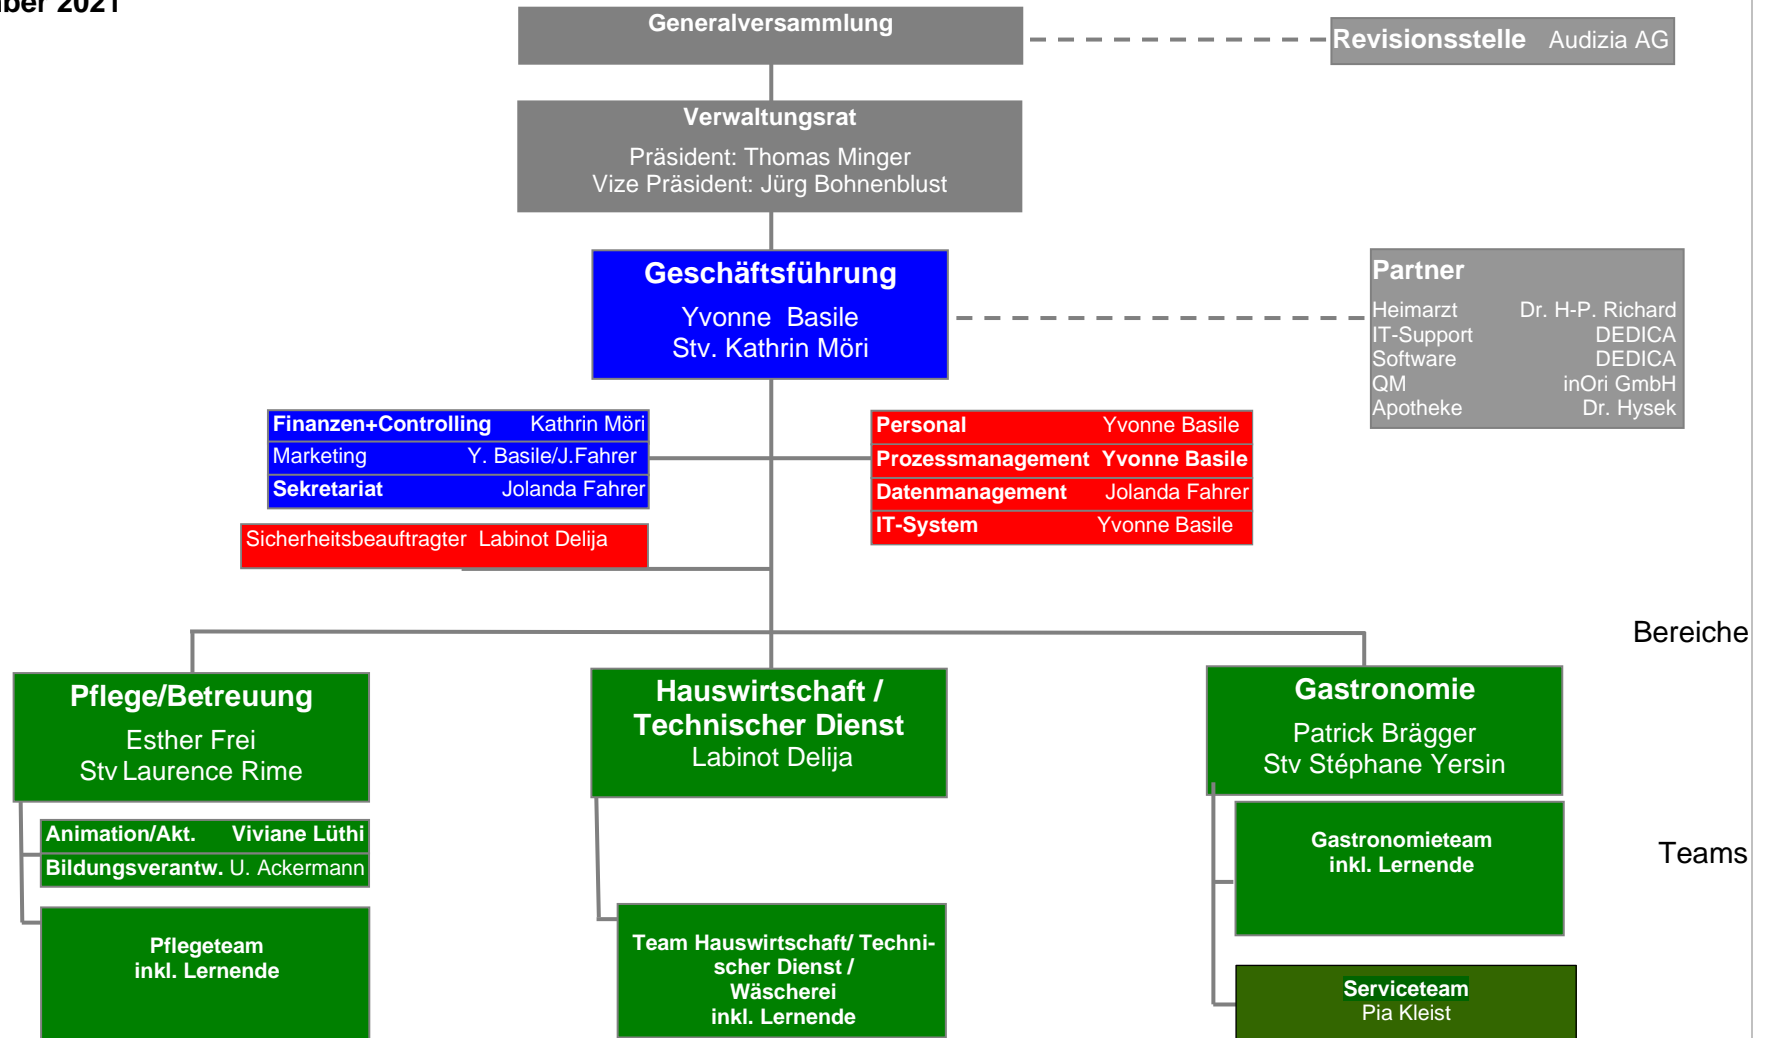 ber 2021
Generalversammlung
Revisionsstelle Audizia AG
Verwaltungsrat
Präsident: Thomas Minger
Vize Präsident: Jürg Bohnenblust
Geschäftsführung
Yvonne Basile
Stv. Kathrin Möri
Partner
Heimarzt Dr. H-P. Richard
IT-Support DEDICA
Software DEDICA
QM inOri GmbH
Apotheke Dr. Hysek
Finanzen+Controlling Kathrin Möri
Marketing Y. Basile/J.Fahrer
Sekretariat Jolanda Fahrer
Sicherheitsbeauftragter Labinot Delija
Personal Yvonne Basile
Prozessmanagement Yvonne Basile
Datenmanagement Jolanda Fahrer
IT-System Yvonne Basile
Bereiche
Pflege/Betreuung
Esther Frei
Stv Laurence Rime
Hauswirtschaft /
Technischer Dienst
Labinot Delija
Gastronomie
Patrick Brägger
Stv Stéphane Yersin
Animation/Akt. Viviane Lüthi
Bildungsverantw. U. Ackermann
Gastronomieteam
inkl. Lernende
Teams
Pflegeteam
inkl. Lernende
Team Hauswirtschaft/ Techni-
scher Dienst /
Wäscherei
inkl. Lernende
Serviceteam
Pia Kleist